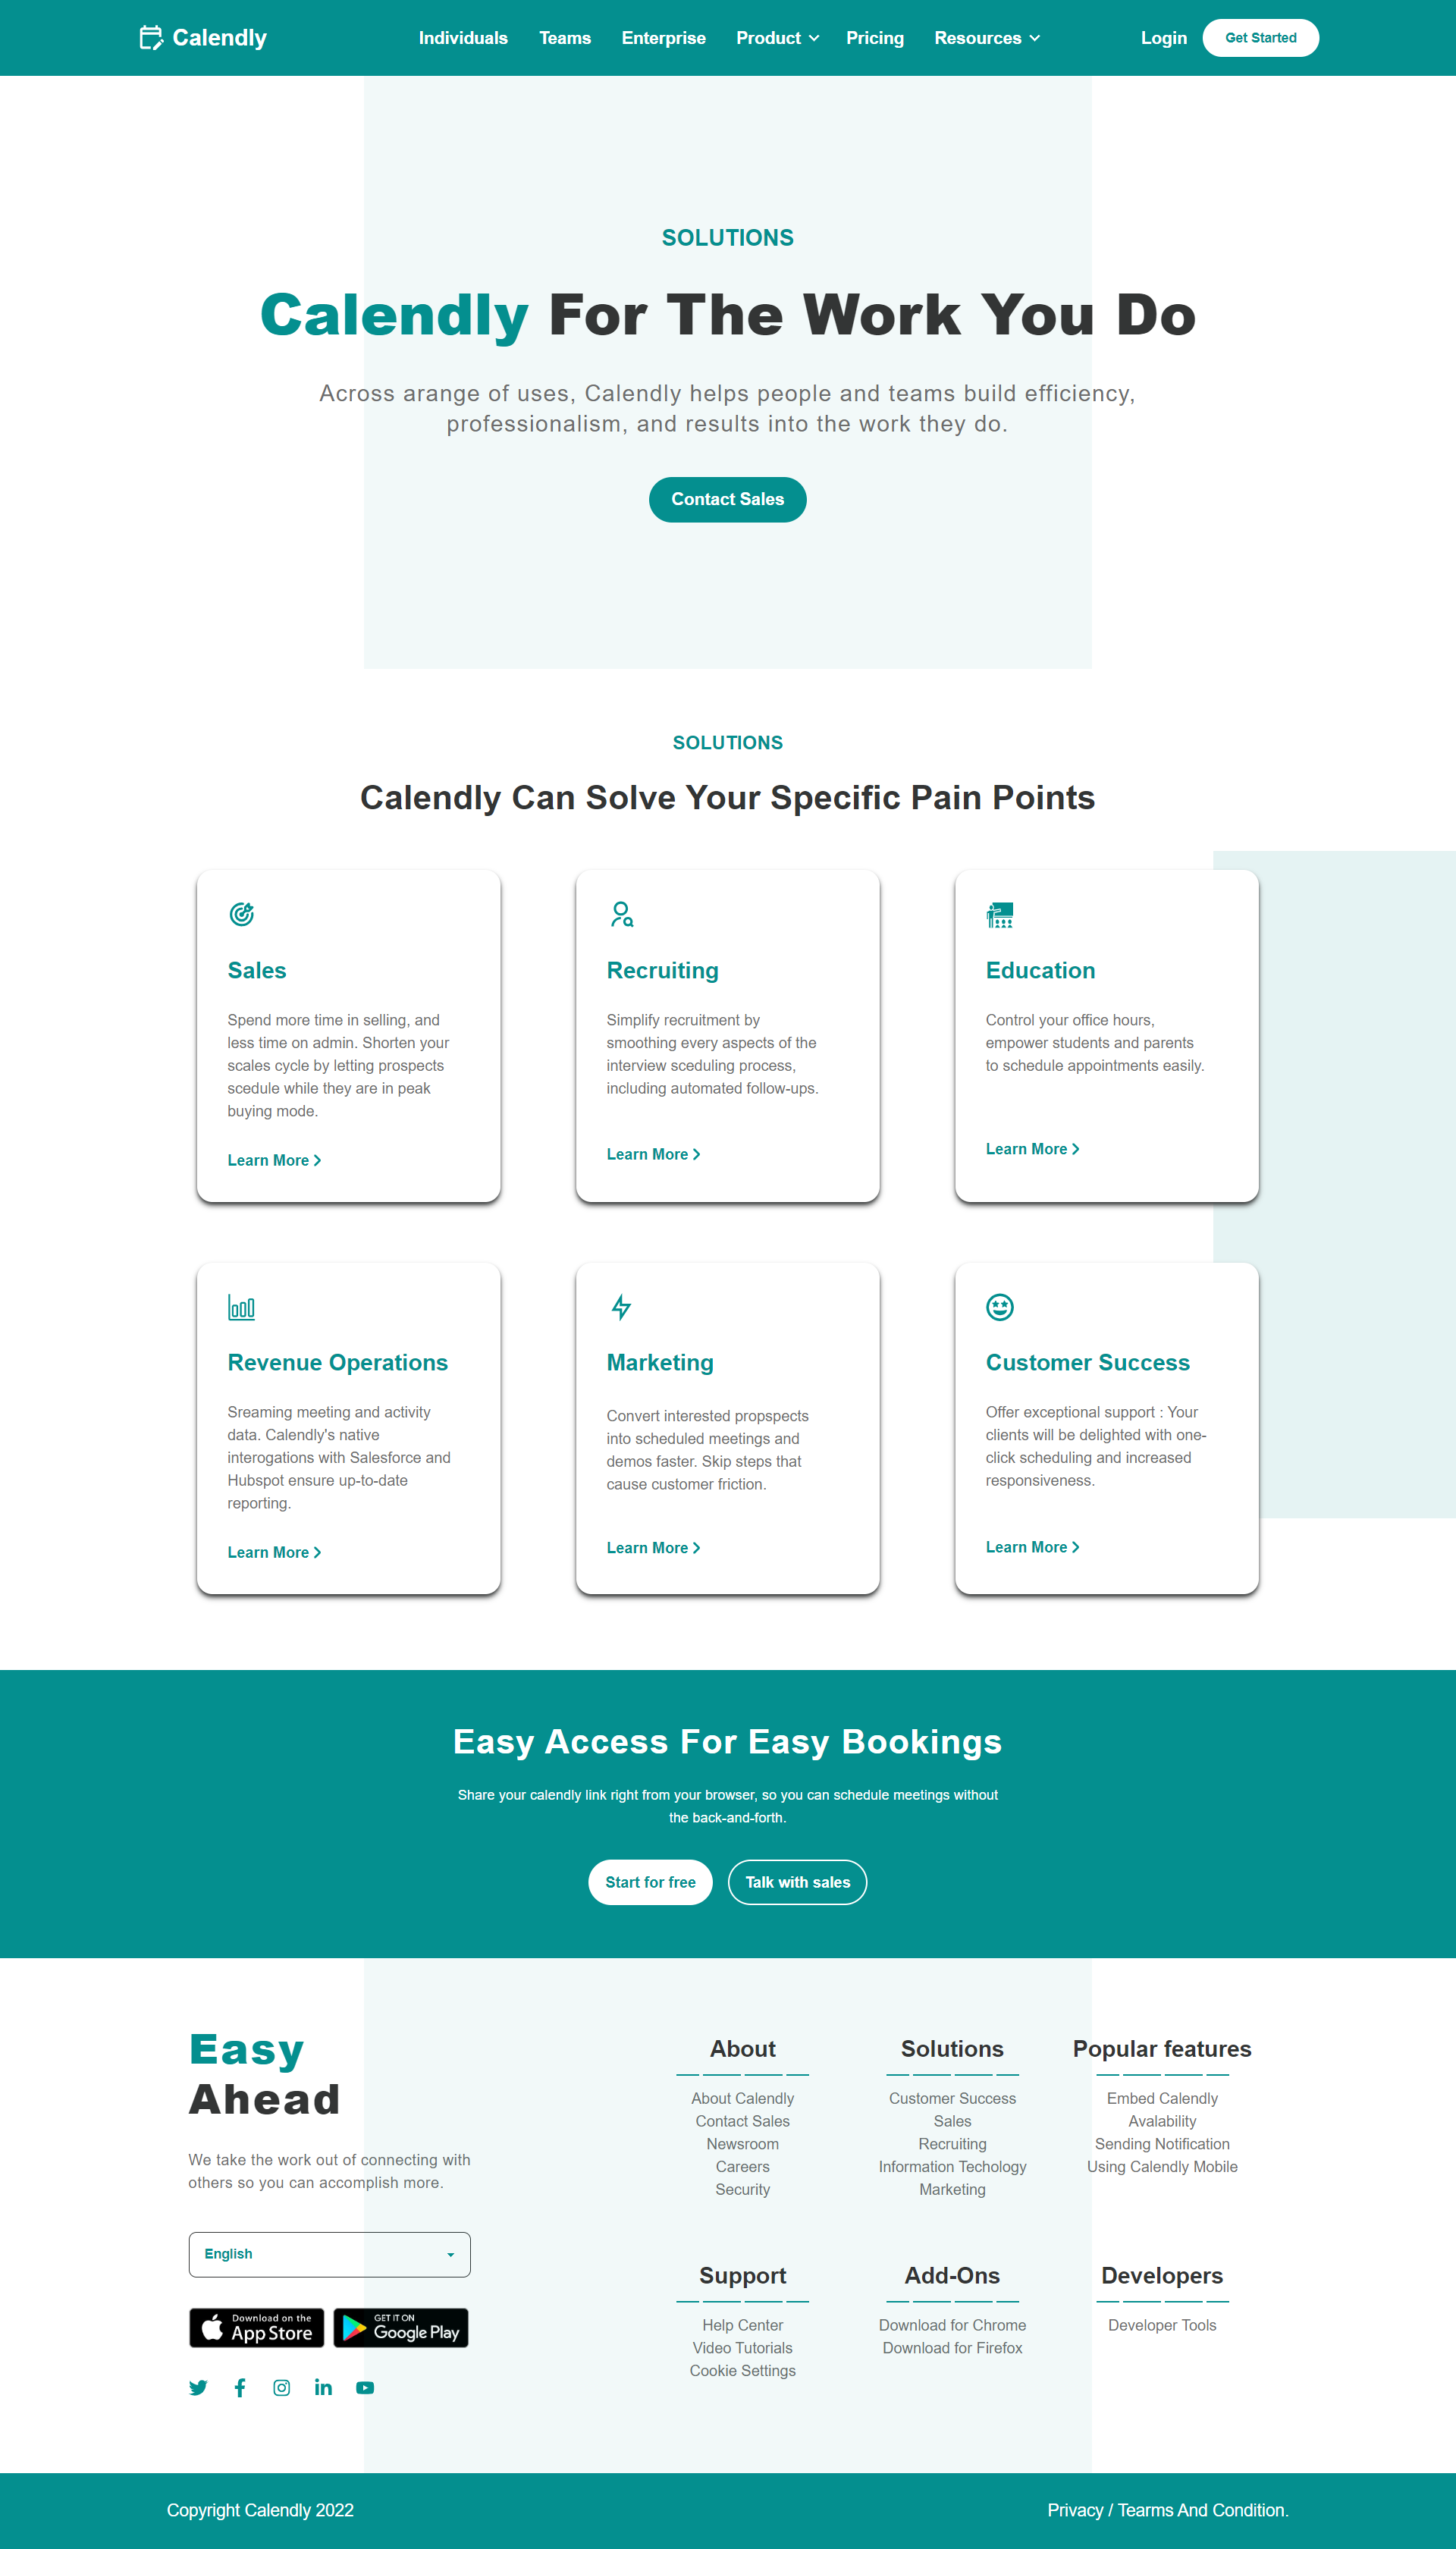 Calendly
Individuals Teams Enterprise Product Pricing Resources
Login Get Started
SOLUTIONS
Calendly For The Work You Do
Across arange of uses, Calendly helps people and teams build efficiency,
professionalism, and results into the work they do.
Contact Sales
SOLUTIONS
Calendly Can Solve Your Specific Pain Points
Sales
Spend more time in selling, and
less time on admin. Shorten your
scales cycle by letting prospects
scedule while they are in peak
buying mode.
Learn More
Recruiting
Simplify recruitment by
smoothing every aspects of the
interview sceduling process,
including automated follow-ups.
Learn More
Education
Control your office hours,
empower students and parents
to schedule appointments easily.
Learn More
Revenue Operations
Sreaming meeting and activity
data. Calendly's native
interogations with Salesforce and
Hubspot ensure up-to-date
reporting.
Learn More
Marketing
Convert interested propspects
into scheduled meetings and
demos faster. Skip steps that
cause customer friction.
Learn More
Customer Success
Offer exceptional support : Your
clients will be delighted with one-
click scheduling and increased
responsiveness.
Learn More
Easy Access For Easy Bookings
Share your calendly link right from your browser, so you can schedule meetings without
the back-and-forth.
Start for free
Talk with sales
Easy
Ahead
We take the work out of connecting with
others so you can accomplish more.
English
Download on the
App Store
GET IT ON
Google Play
About
About Calendly
Contact Sales
Newsroom
Careers
Security
Solutions
Customer Success
Sales
Recruiting
Information Techology
Marketing
Popular features
Embed Calendly
Avalability
Sending Notification
Using Calendly Mobile
Support
Help Center
Video Tutorials
Cookie Settings
Add-Ons
Download for Chrome
Download for Firefox
Developers
Developer Tools
Copyright Calendly 2022
Privacy / Tearms And Condition.